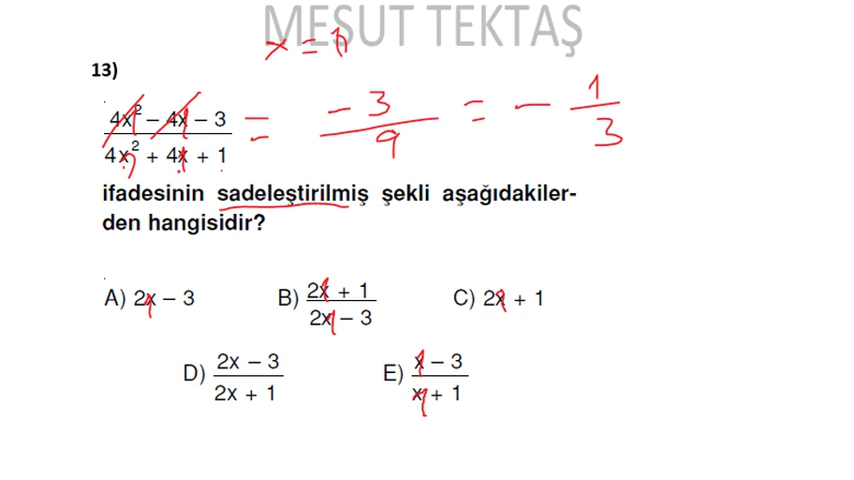 MESUT TEKTAŞ
x = 1
13)
4x² – 4x – 3 = – 3 = – 1
4x² + 4x + 1 9 3
ifadesinin sadeleştirilmiş şekli aşağıdakiler-
den hangisidir?
A) 2x – 3 B) 2x + 1 C) 2x + 1
2x – 3
D) 2x – 3 E) x – 3
2x + 1 x + 1